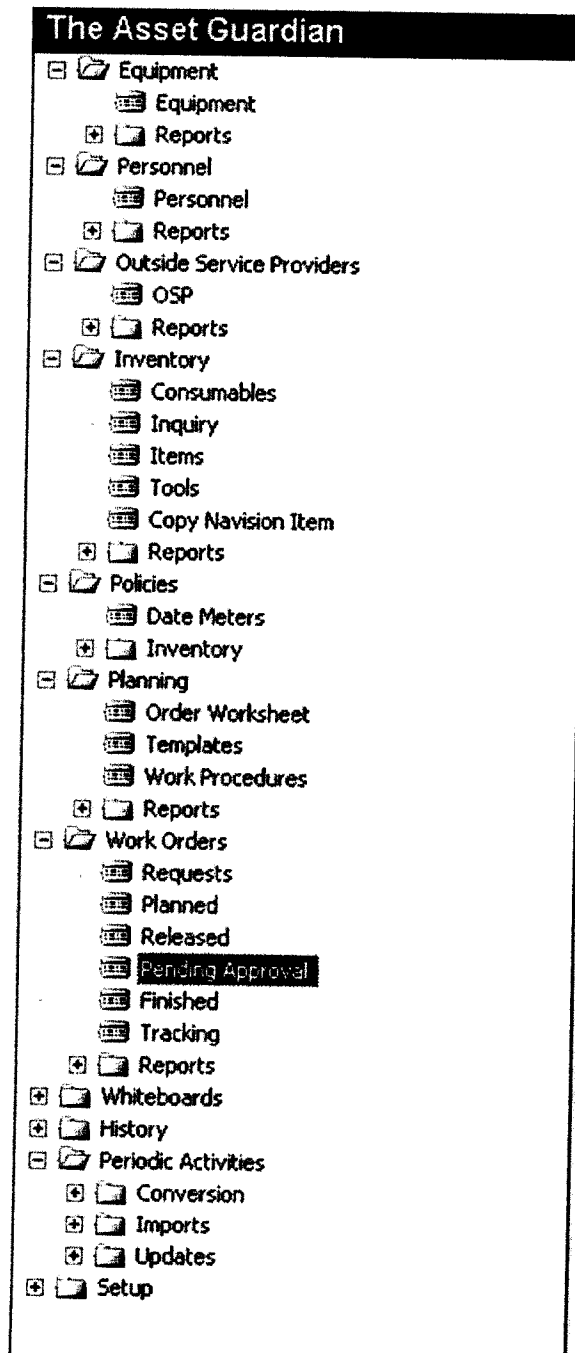 The Asset Guardian
Equipment
Equipment
Reports
Personnel
Personnel
Reports
Outside Service Providers
OSP
Reports
Inventory
Consumables
Inquiry
Items
Tools
Copy Navision Item
Reports
Policies
Date Meters
Inventory
Planning
Order Worksheet
Templates
Work Procedures
Reports
Work Orders
Requests
Planned
Released
Pending Approval
Finished
Tracking
Reports
Whiteboards
History
Periodic Activities
Conversion
Imports
Updates
Setup